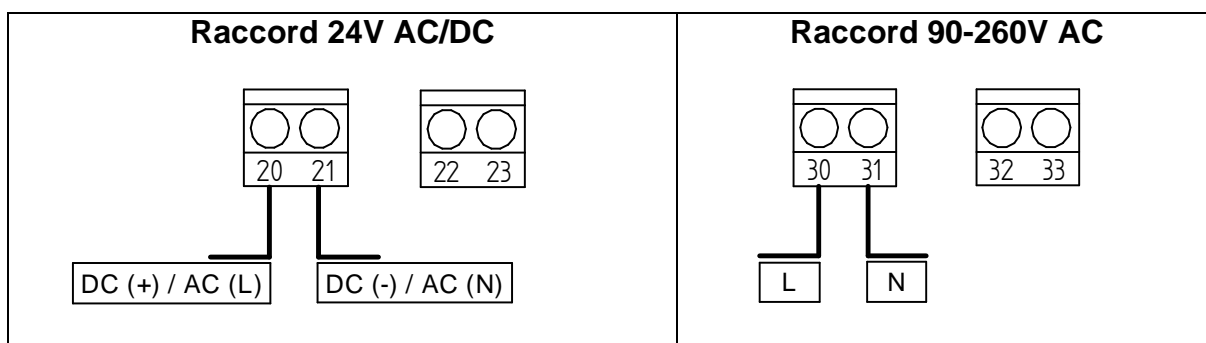 Raccord 24V AC/DC
20 21
22 23
DC (+) / AC (L)
DC (-) / AC (N)
Raccord 90-260V AC
30 31
32 33
L
N